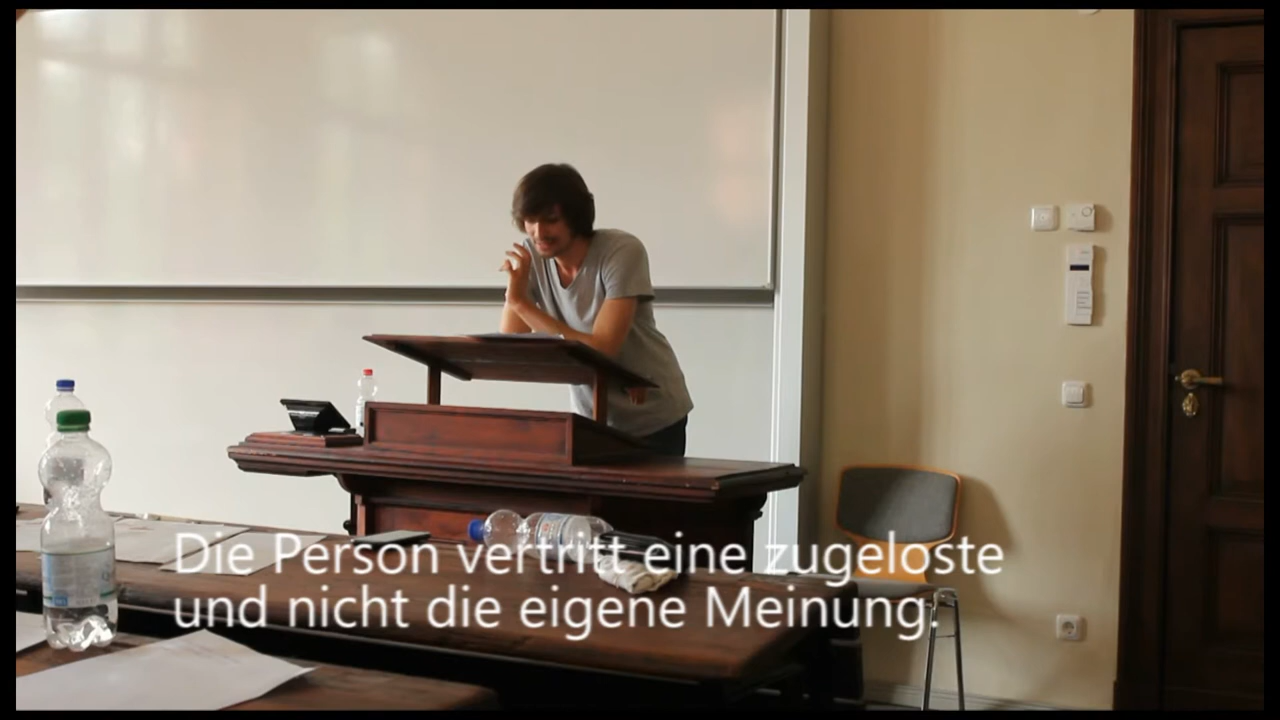 Die Person vertritt eine zugeloste
und nicht die eigene Meinung.